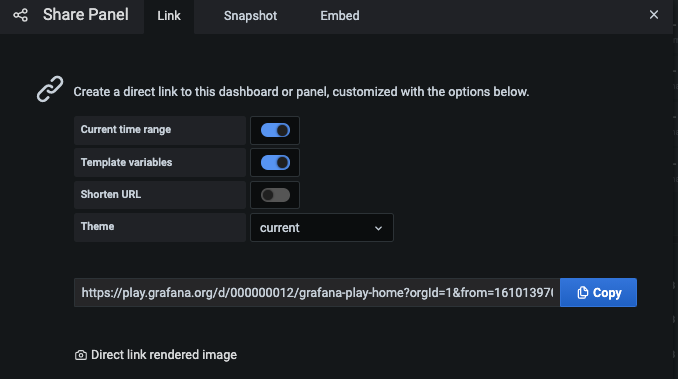 Share Panel Link Snapshot Embed
Create a direct link to this dashboard or panel, customized with the options below.
Current time range
Template variables
Shorten URL
Theme current
https://play.grafana.org/d/000000012/grafana-play-home?orgId=1&from=161013970 Copy
Direct link rendered image